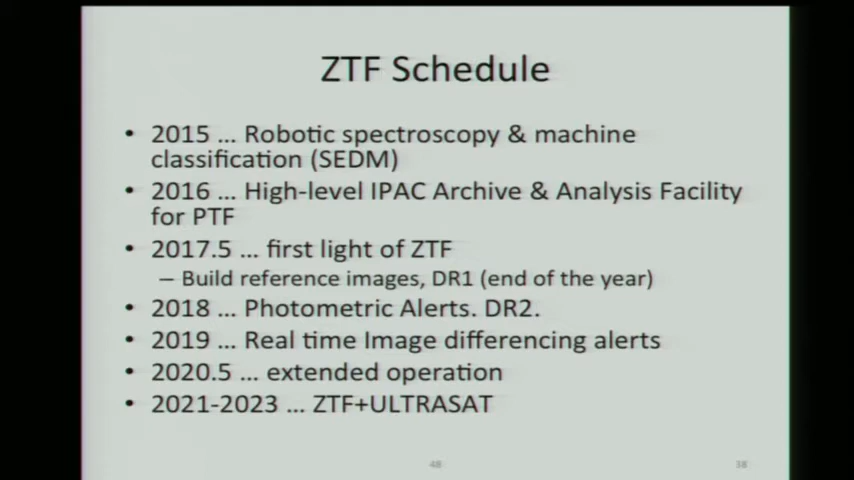 ZTF Schedule
• 2015 … Robotic spectroscopy & machine
classification (SEDM)
• 2016 … High-level IPAC Archive & Analysis Facility
for PTF
• 2017.5 … first light of ZTF
– Build reference images, DR1 (end of the year)
• 2018 … Photometric Alerts. DR2.
• 2019 … Real time Image differencing alerts
• 2020.5 … extended operation
• 2021-2023 … ZTF+ULTRASAT
48
38